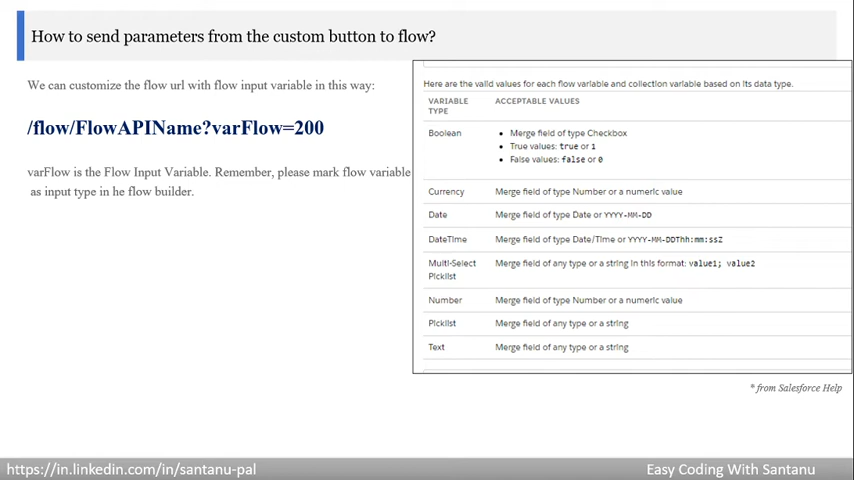 How to send parameters from the custom button to flow?
We can customize the flow url with flow input variable in this way:
/flow/FlowAPIName?varFlow=200
varFlow is the Flow Input Variable. Remember, please mark flow variable
as input type in he flow builder.
Here are the valid values for each flow variable and collection variable based on its data type.
VARIABLE TYPE ACCEPTABLE VALUES
Boolean
• Merge field of type Checkbox
• True values: true or 1
• False values: false or 0
Currency Merge field of type Number or a numeric value
Date Merge field of type Date or YYYY-MM-DD
DateTime Merge field of type Date/Time or YYYY-MM-DDThh:mm:ssZ
Multi-Select Picklist Merge field of any type or a string in this format: value1; value2
Number Merge field of type Number or a numeric value
Picklist Merge field of any type or a string
Text Merge field of any type or a string
* from Salesforce Help
https://in.linkedin.com/in/santanu-pal
Easy Coding With Santanu